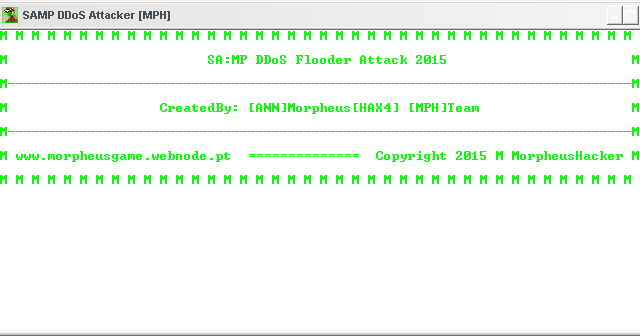 SAMP DDoS Attacker [MPH]
M M M M M M M M M M M M M M M M M M M M M M M M M M M M M M M M M M M M M M M M
M SA:MP DDoS Flooder Attack 2015 M
M------------------------------------------------------------------------------M
M CreatedBy: [ANN]Morpheus[HAX4] [MPH]Team M
M------------------------------------------------------------------------------M
M www.morpheusgame.webnode.pt ============== Copyright 2015 M MorpheusHacker M
M M M M M M M M M M M M M M M M M M M M M M M M M M M M M M M M M M M M M M M M